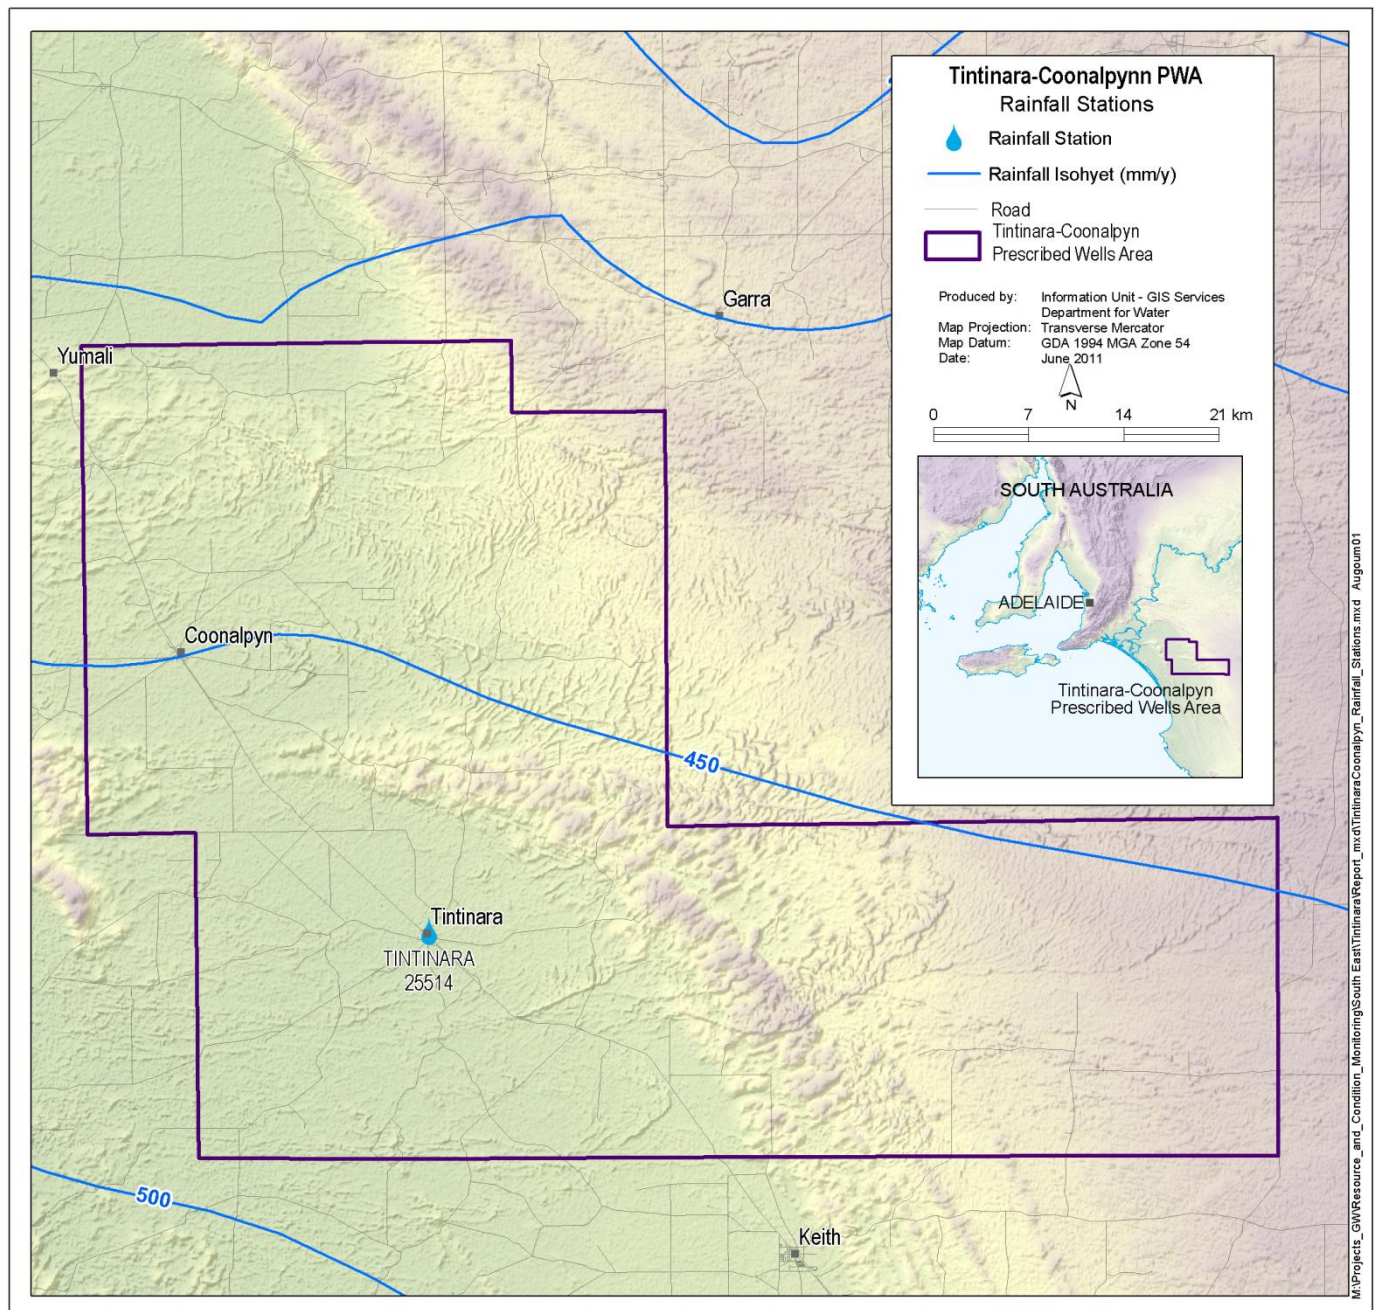 Tintinara-Coonalpynn PWA
Rainfall Stations
Rainfall Station
Rainfall Isohyet (mm/y)
Road
Tintinara-Coonalpyn
Prescribed Wells Area
Produced by: Information Unit - GIS Services
Department for Water
Map Projection: Transverse Mercator
Map Datum: GDA 1994 MGA Zone 54
Date: June 2011
N
0 7 14 21 km
SOUTH AUSTRALIA
ADELAIDE
Tintinara-Coonalpyn
Prescribed Wells Area
Garra
Yumali
Coonalpyn
450
Tintinara
TINTINARA
25514
500
Keith
M:\Projects_GW\Resource_and_Condition_Monitoring\South East\Tintinara\Report_mxd\TintinaraCoonalpyn_Rainfall_Stations.mxd Augoum01